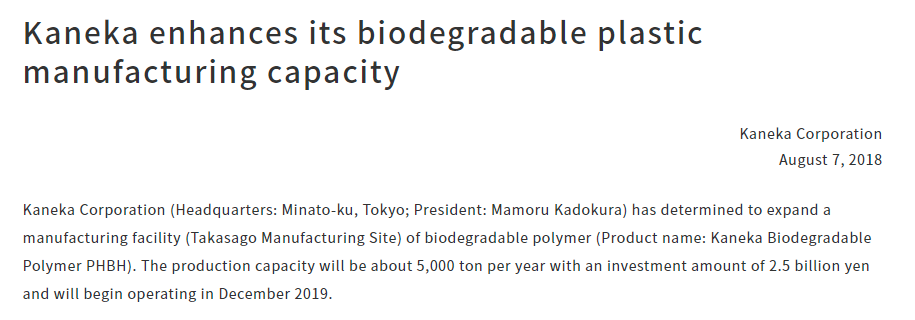 Kaneka enhances its biodegradable plastic
manufacturing capacity
Kaneka Corporation
August 7, 2018
Kaneka Corporation (Headquarters: Minato-ku, Tokyo; President: Mamoru Kadokura) has determined to expand a
manufacturing facility (Takasago Manufacturing Site) of biodegradable polymer (Product name: Kaneka Biodegradable
Polymer PHBH). The production capacity will be about 5,000 ton per year with an investment amount of 2.5 billion yen
and will begin operating in December 2019.